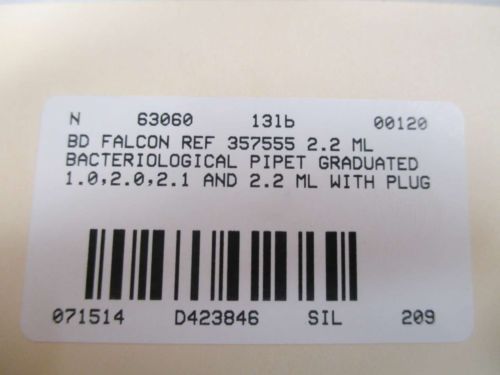 N 63060 131b 00120
BD FALCON REF 357555 2.2 ML
BACTERIOLOGICAL PIPET GRADUATED
1.0,2.0,2.1 AND 2.2 ML WITH PLUG
071514 D423846 SIL 209